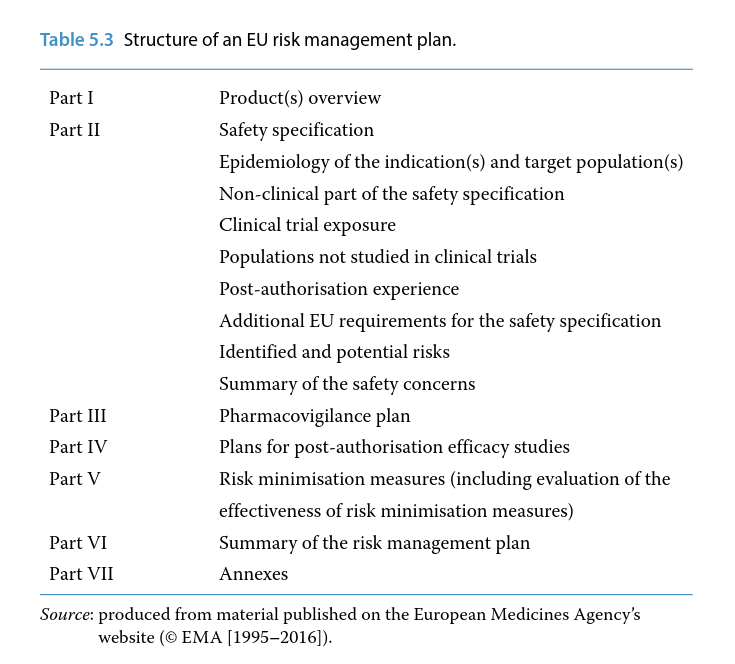 Table 5.3 Structure of an EU risk management plan.
Part I Product(s) overview
Part II Safety specification
Epidemiology of the indication(s) and target population(s)
Non-clinical part of the safety specification
Clinical trial exposure
Populations not studied in clinical trials
Post-authorisation experience
Additional EU requirements for the safety specification
Identified and potential risks
Summary of the safety concerns
Part III Pharmacovigilance plan
Part IV Plans for post-authorisation efficacy studies
Part V Risk minimisation measures (including evaluation of the
effectiveness of risk minimisation measures)
Part VI Summary of the risk management plan
Part VII Annexes
Source: produced from material published on the European Medicines Agency’s
website (© EMA [1995–2016]).